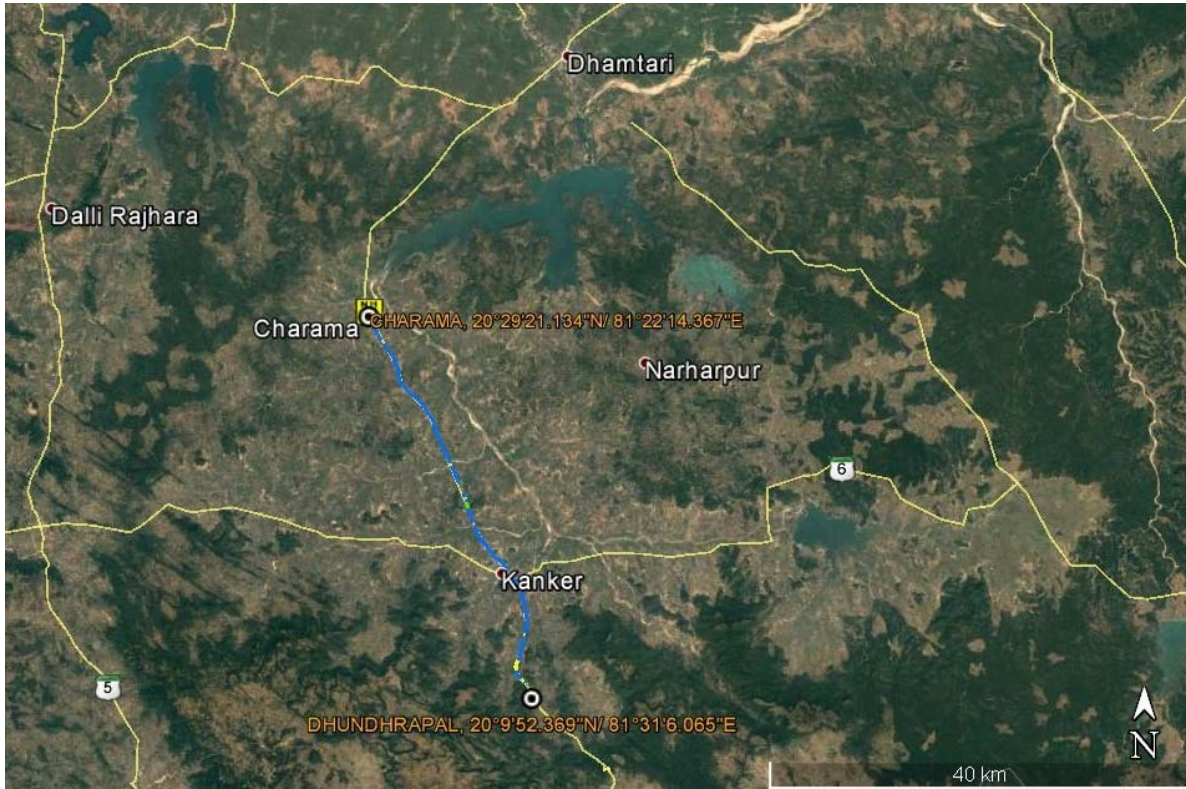 Dhamtari
Dalli Rajhara
Charama
CHARAMA, 20°29'21.134"N/ 81°22'14.367"E
Narharpur
6
Kanker
5
DHUNDHRAPAL, 20°9'52.369"N/ 81°31'6.065"E
N
40 km